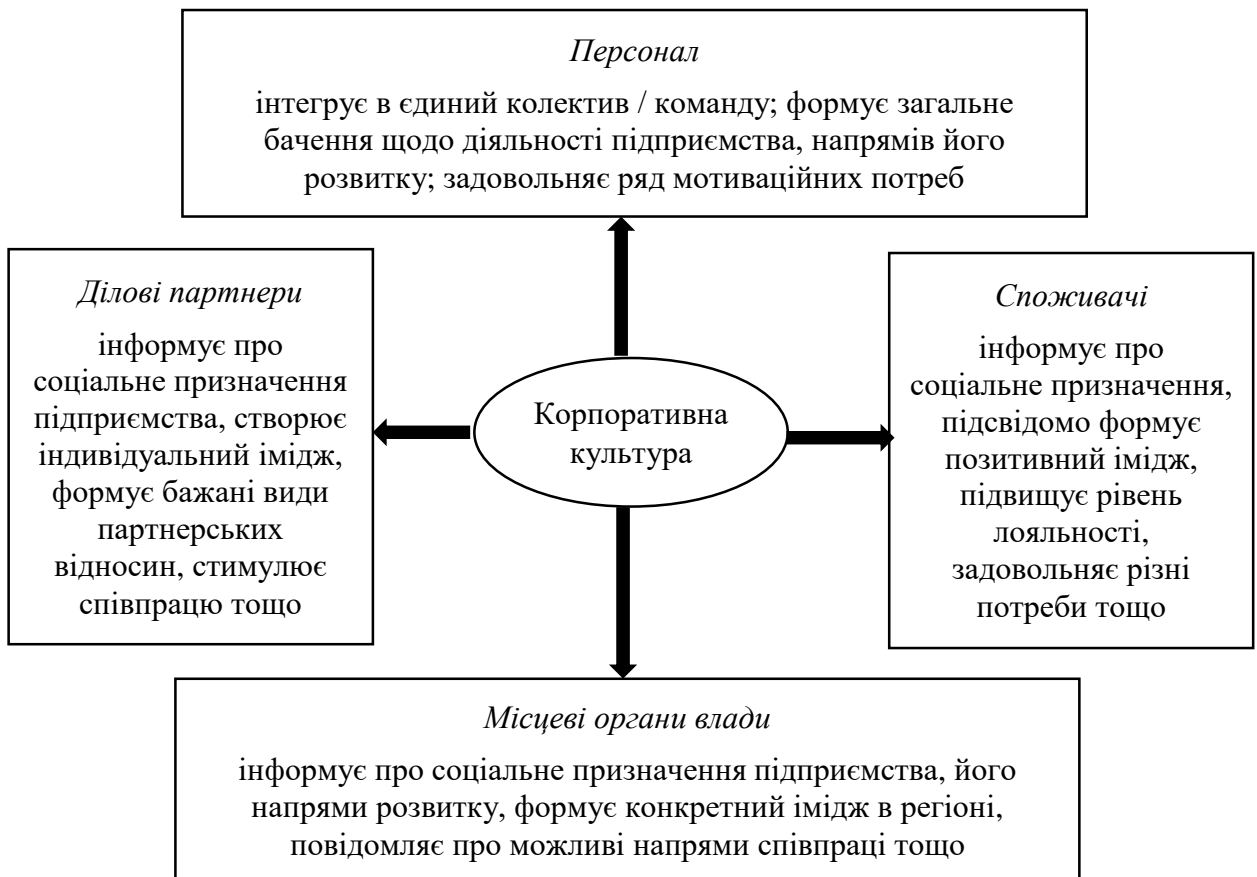 Персонал
інтегрує в єдиний колектив / команду; формує загальне
бачення щодо діяльності підприємства, напрямів його
розвитку; задовольняє ряд мотиваційних потреб
Ділові партнери
інформує про
соціальне призначення
підприємства, створює
індивідуальний імідж,
формує бажані види
партнерських
відносин, стимулює
співпрацю тощо
Корпоративна
культура
Споживачі
інформує про
соціальне призначення,
підсвідомо формує
позитивний імідж,
підвищує рівень
лояльності,
задовольняє різні
потреби тощо
Місцеві органи влади
інформує про соціальне призначення підприємства, його
напрями розвитку, формує конкретний імідж в регіоні,
повідомляє про можливі напрями співпраці тощо